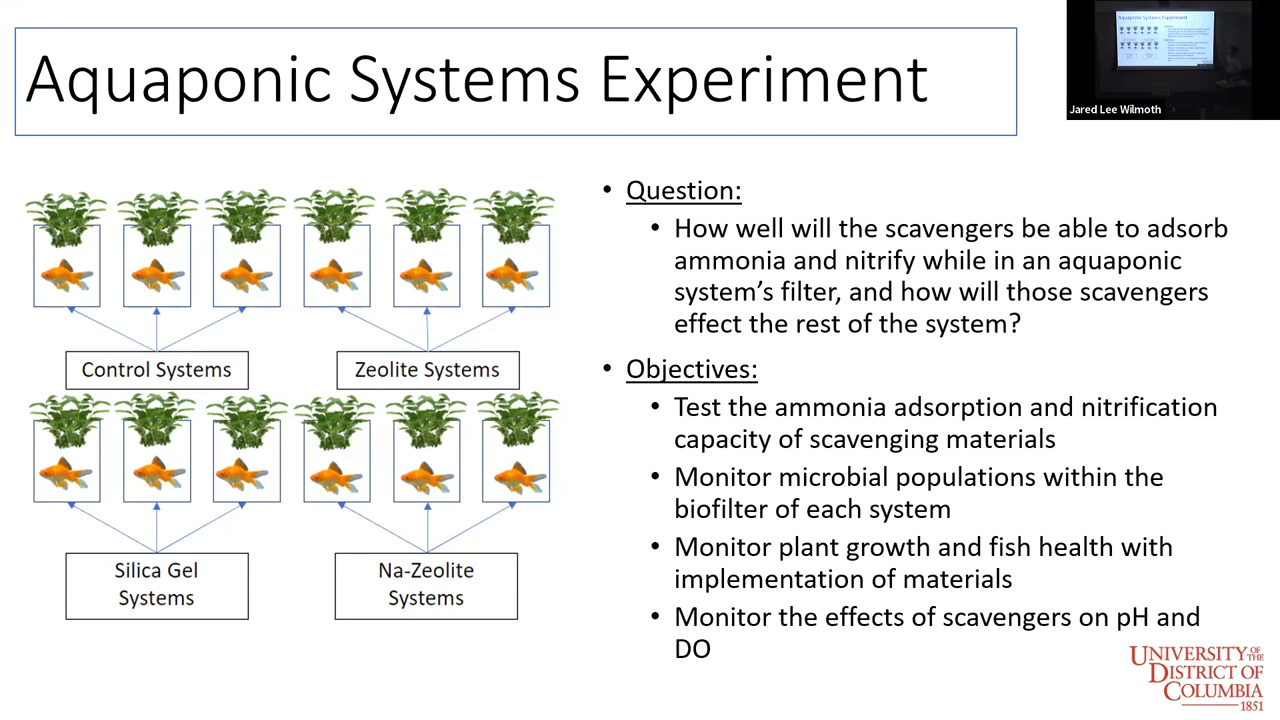 Aquaponic Systems Experiment
Aquaponic Systems Experiment
Jared Lee Wilmoth
Control Systems
Zeolite Systems
Silica Gel
Systems
Na-Zeolite
Systems
• Question:
• How well will the scavengers be able to adsorb
ammonia and nitrify while in an aquaponic
system's filter, and how will those scavengers
effect the rest of the system?
• Objectives:
• Test the ammonia adsorption and nitrification
capacity of scavenging materials
• Monitor microbial populations within the
biofilter of each system
• Monitor plant growth and fish health with
implementation of materials
• Monitor the effects of scavengers on pH and
DO
UNIVERSITY OF THE
DISTRICT OF
COLUMBIA
1851